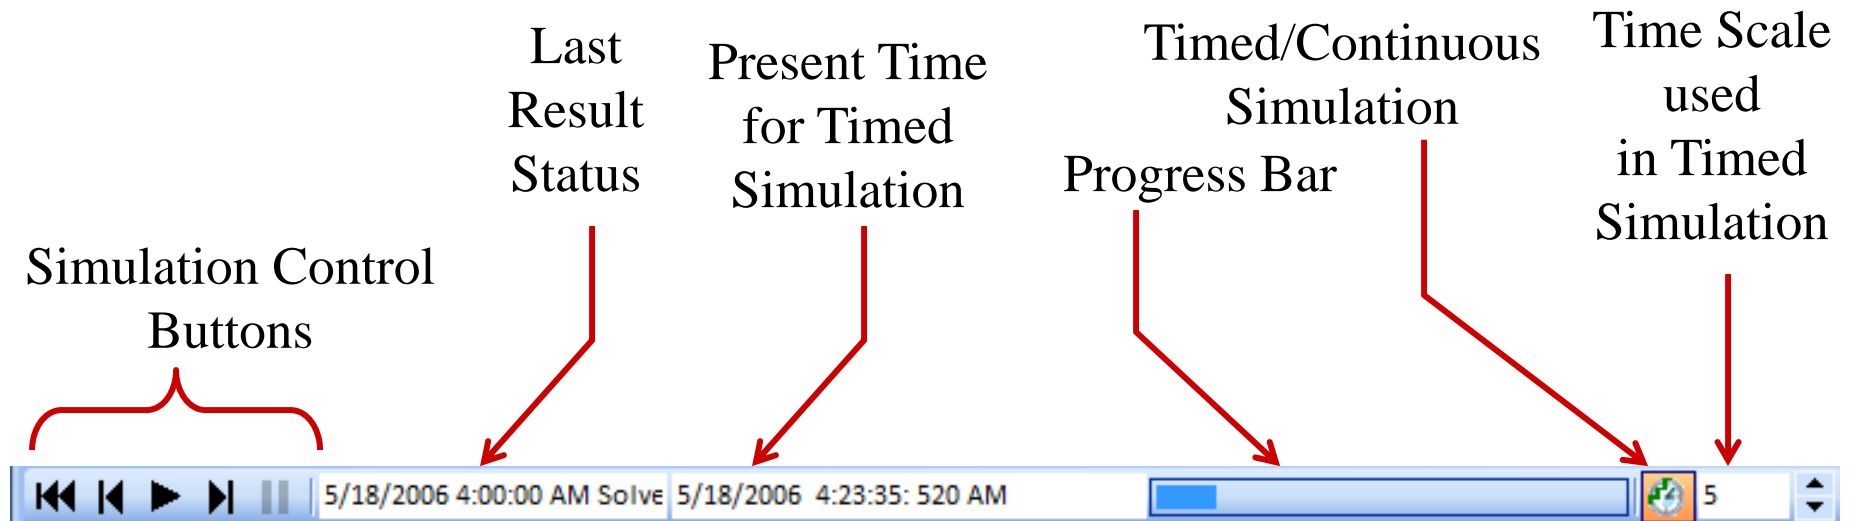 Last
Result
Status
Present Time
for Timed
Simulation
Timed/Continuous
Simulation
Progress Bar
Time Scale
used
in Timed
Simulation
Simulation Control
Buttons
5/18/2006 4:00:00 AM Solve
5/18/2006 4:23:35: 520 AM
5